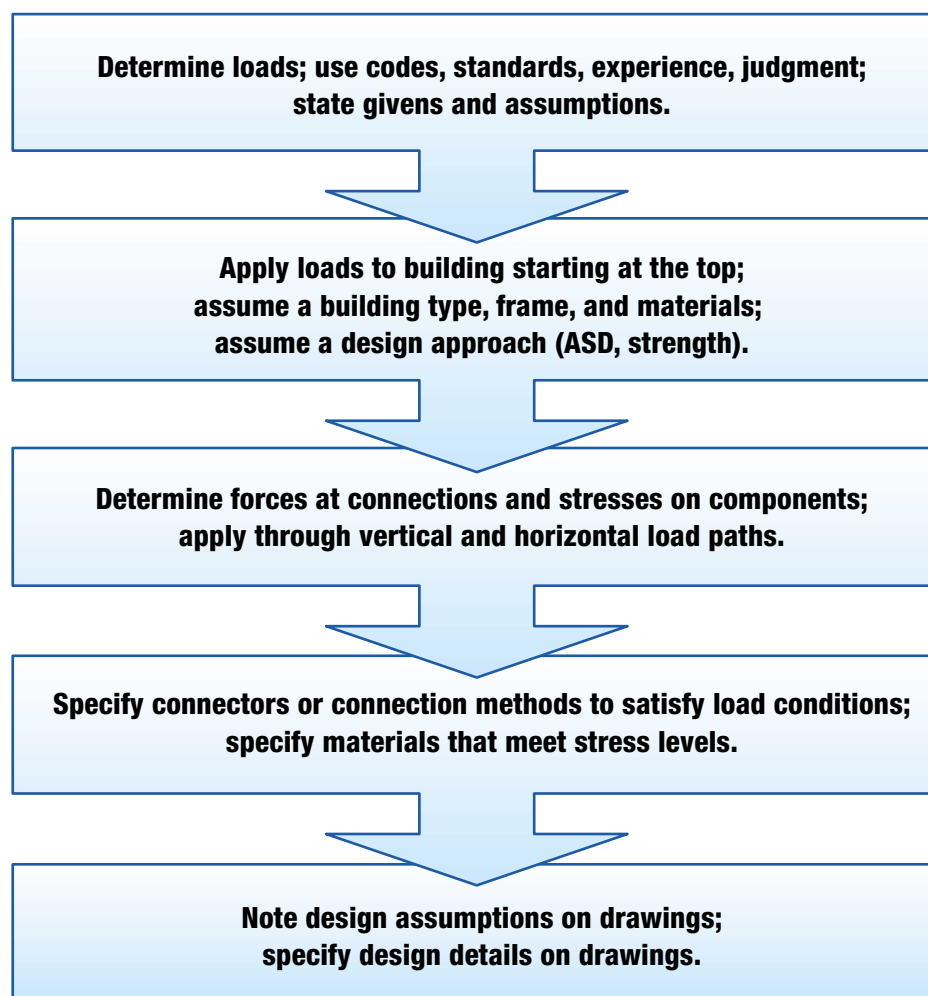 Determine loads; use codes, standards, experience, judgment;
state givens and assumptions.
Apply loads to building starting at the top;
assume a building type, frame, and materials;
assume a design approach (ASD, strength).
Determine forces at connections and stresses on components;
apply through vertical and horizontal load paths.
Specify connectors or connection methods to satisfy load conditions;
specify materials that meet stress levels.
Note design assumptions on drawings;
specify design details on drawings.